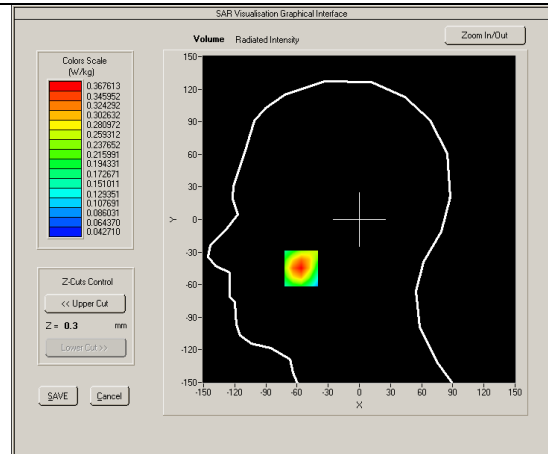 SAR Visualisation Graphical Interface
Volume Radiated Intensity
Zoom In/Out
Colors Scale
(W/kg)
0.367613
0.345952
0.324292
0.302632
0.280972
0.259312
0.237652
0.215991
0.194331
0.172671
0.151011
0.129351
0.107691
0.086031
0.064370
0.042710
Z-Cuts Control
<< Upper Cut
Z = 0.3 mm
Lower Cut >>
SAVE Cancel
150
120
90
60
30
0
-30
-60
-90
-120
-150
Y
-150 -120 -90 -60 -30 0 30 60 90 120 150
X